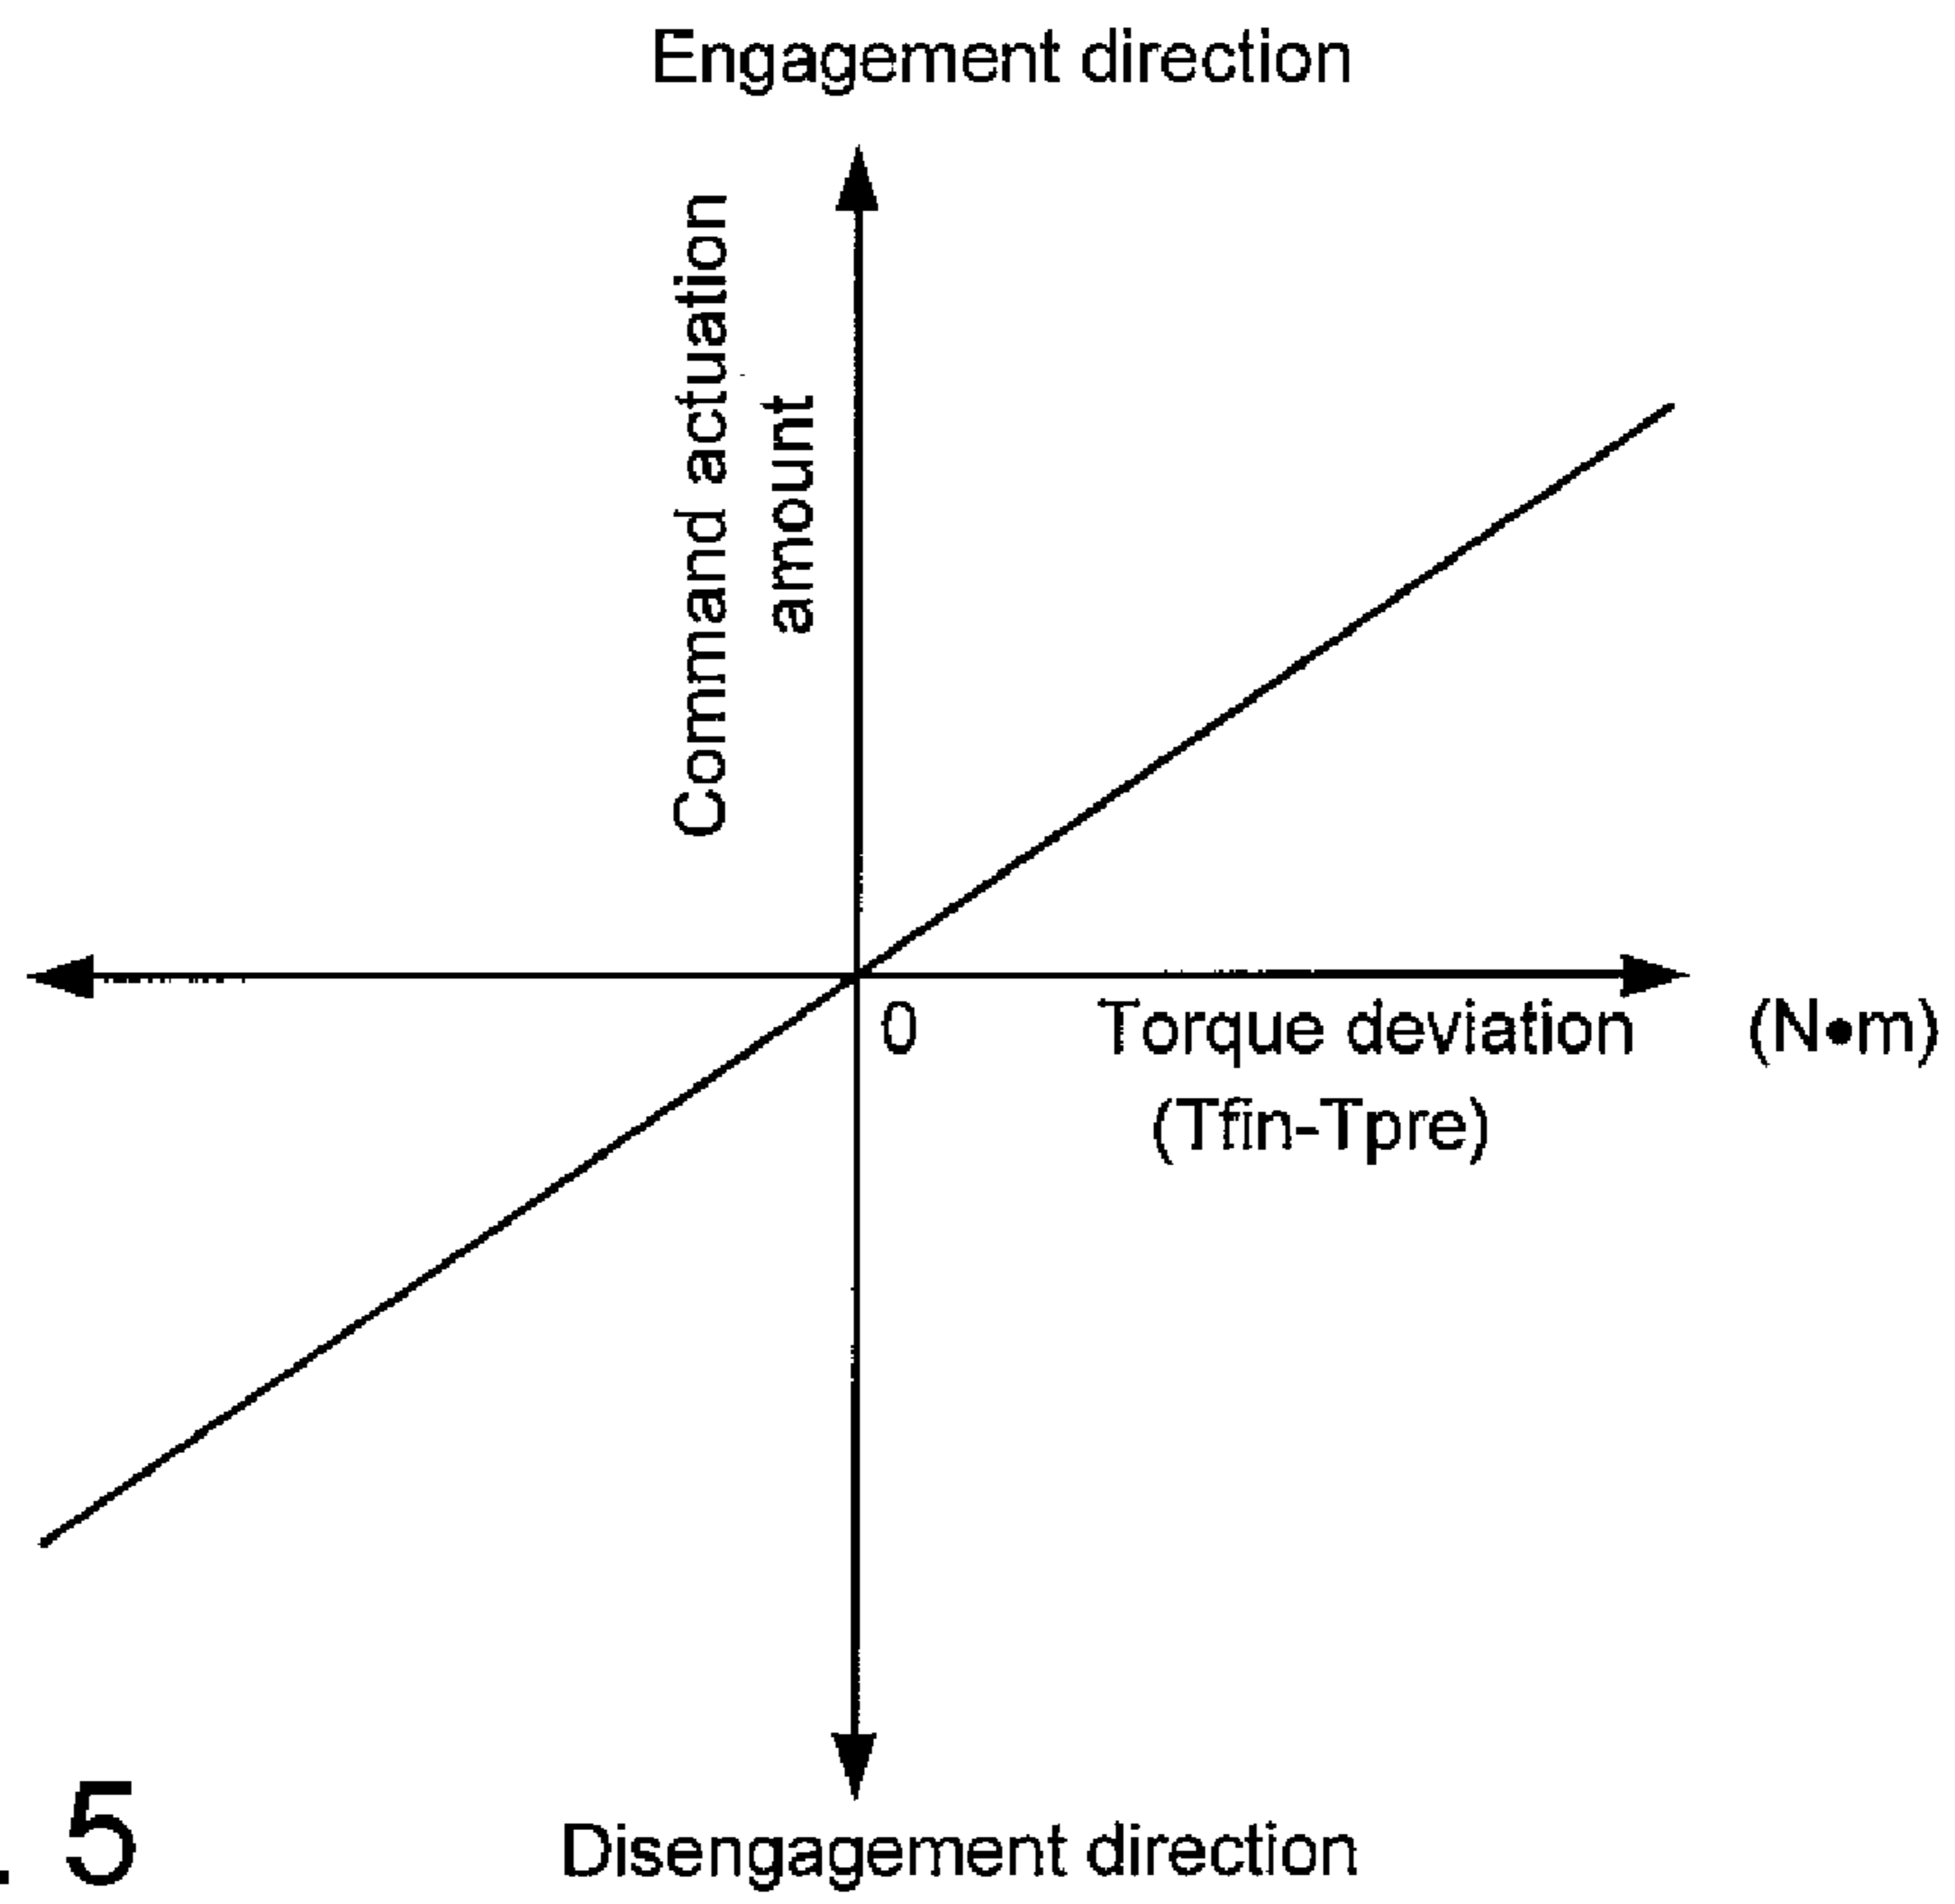 Engagement direction
Command actuation
amount
0
Torque deviation (N•m)
(Tfin-Tpre)
. 5
Disengagement direction